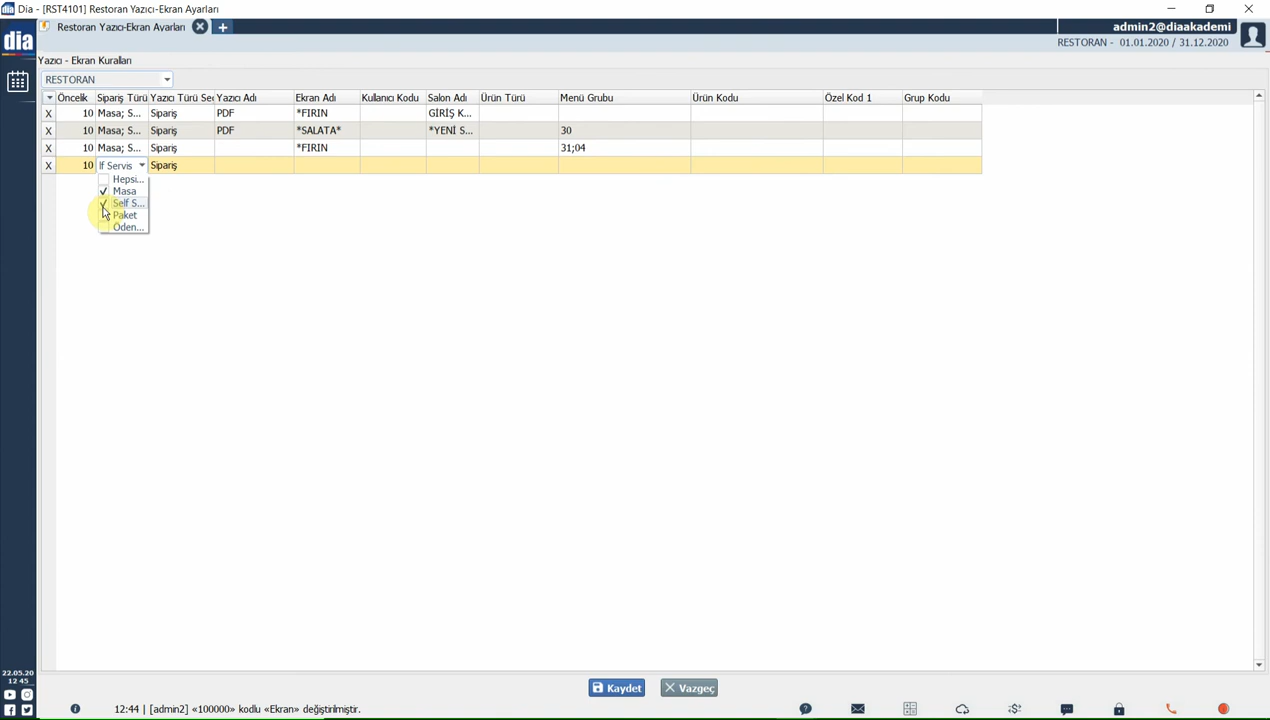 Dia - [RST4101] Restoran Yazıcı-Ekran Ayarları
dia
Restoran Yazıcı-Ekran Ayarları
admin2@diaakademi
RESTORAN - 01.01.2020 / 31.12.2020
Yazıcı - Ekran Kuralları
RESTORAN
Öncelik Sipariş Türü Yazıcı Türü Seç Yazıcı Adı Ekran Adı Kullanıcı Kodu Salon Adı Ürün Türü Menü Grubu Ürün Kodu Özel Kod 1 Grup Kodu
X 10 Masa; S... Sipariş PDF *FIRIN GİRİŞ K...
X 10 Masa; S... Sipariş PDF *SALATA* *YENİ S... 30
X 10 Masa; S... Sipariş *FIRIN 31;04
X 10 lf Servis Sipariş
Hepsi...
Masa
Self S...
Paket
Öden...
22.05.20
12 45
Kaydet
Vazgeç
12:44 | [admin2] «100000» kodlu «Ekran» değiştirilmiştir.